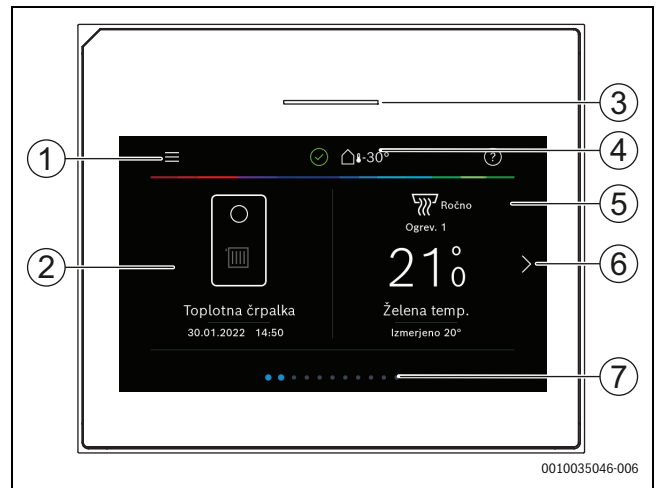 -30°
?
Ročno
Ogrev. 1
21°0
Toplotna črpalka
30.01.2022 14:50
Želena temp.
Izmerjeno 20°
1
2
3
4
5
6
7
0010035046-006